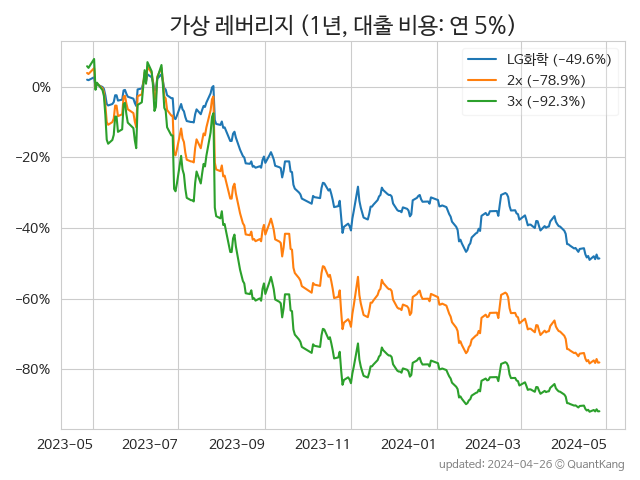 가상 레버리지 (1년, 대출 비용: 연 5%)
LG화학 (−49.6%)
2x (−78.9%)
3x (−92.3%)
0%
−20%
−40%
−60%
−80%
2023-05 2023-07 2023-09 2023-11 2024-01 2024-03 2024-05
updated: 2024-04-26 © QuantKang